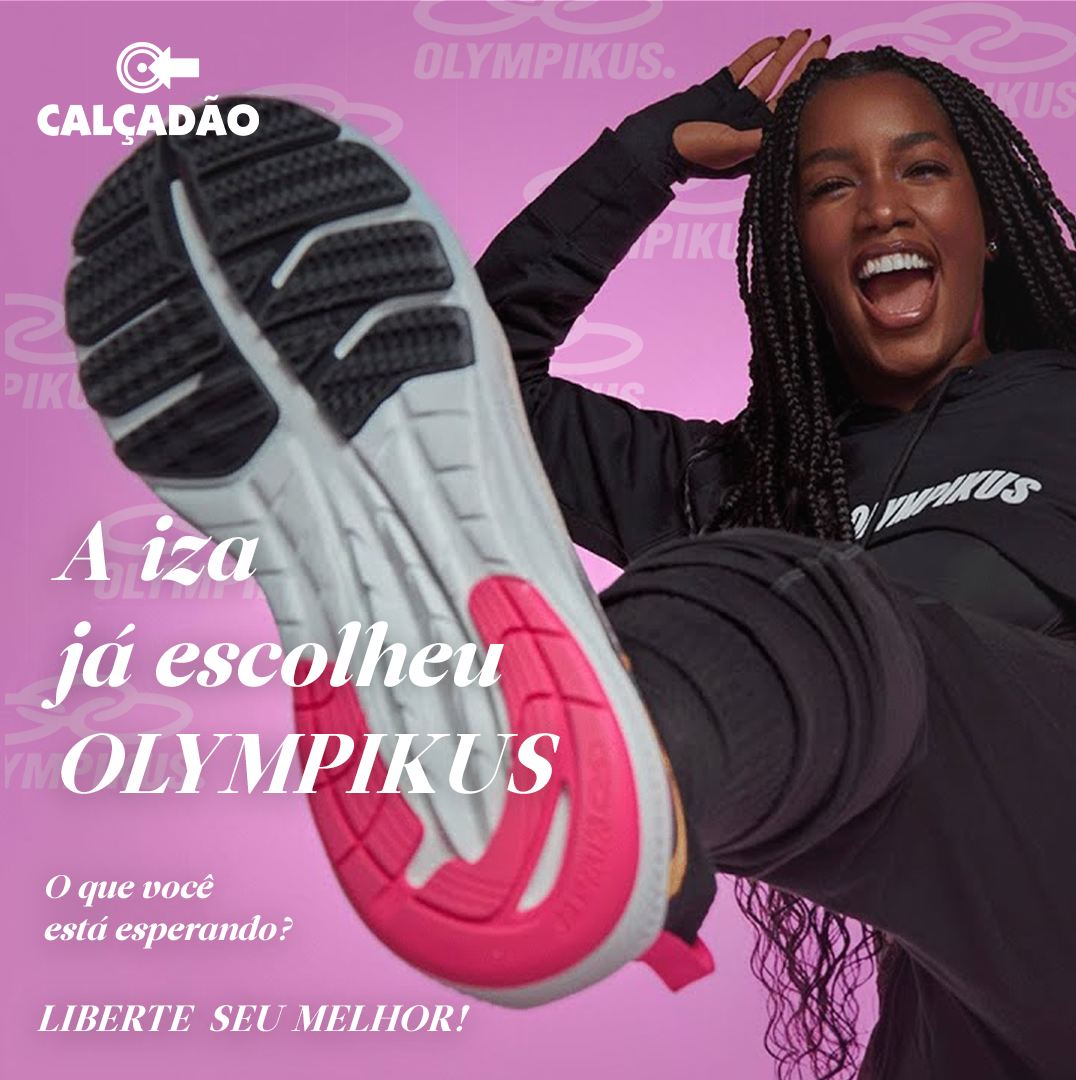 OLYMPIKUS.
CALÇADÃO
OLYMPIKUS
A iza
já escolheu
OLYMPIKUS
O que você
está esperando?
LIBERTE SEU MELHOR!